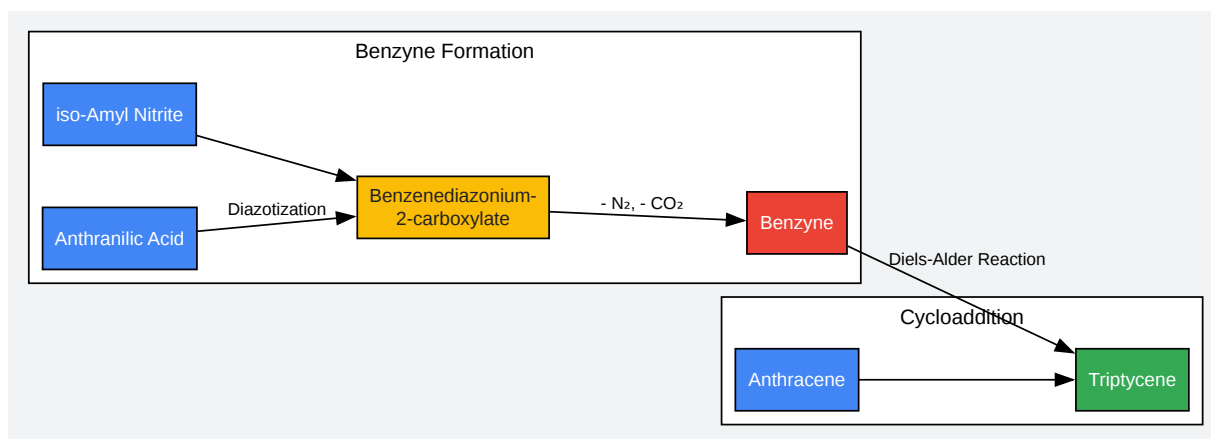 Benzyne Formation
iso-Amyl Nitrite
Anthranilic Acid
Diazotization
Benzenediazonium-
2-carboxylate
- N₂, - CO₂
Benzyne
Diels-Alder Reaction
Cycloaddition
Anthracene
Triptycene